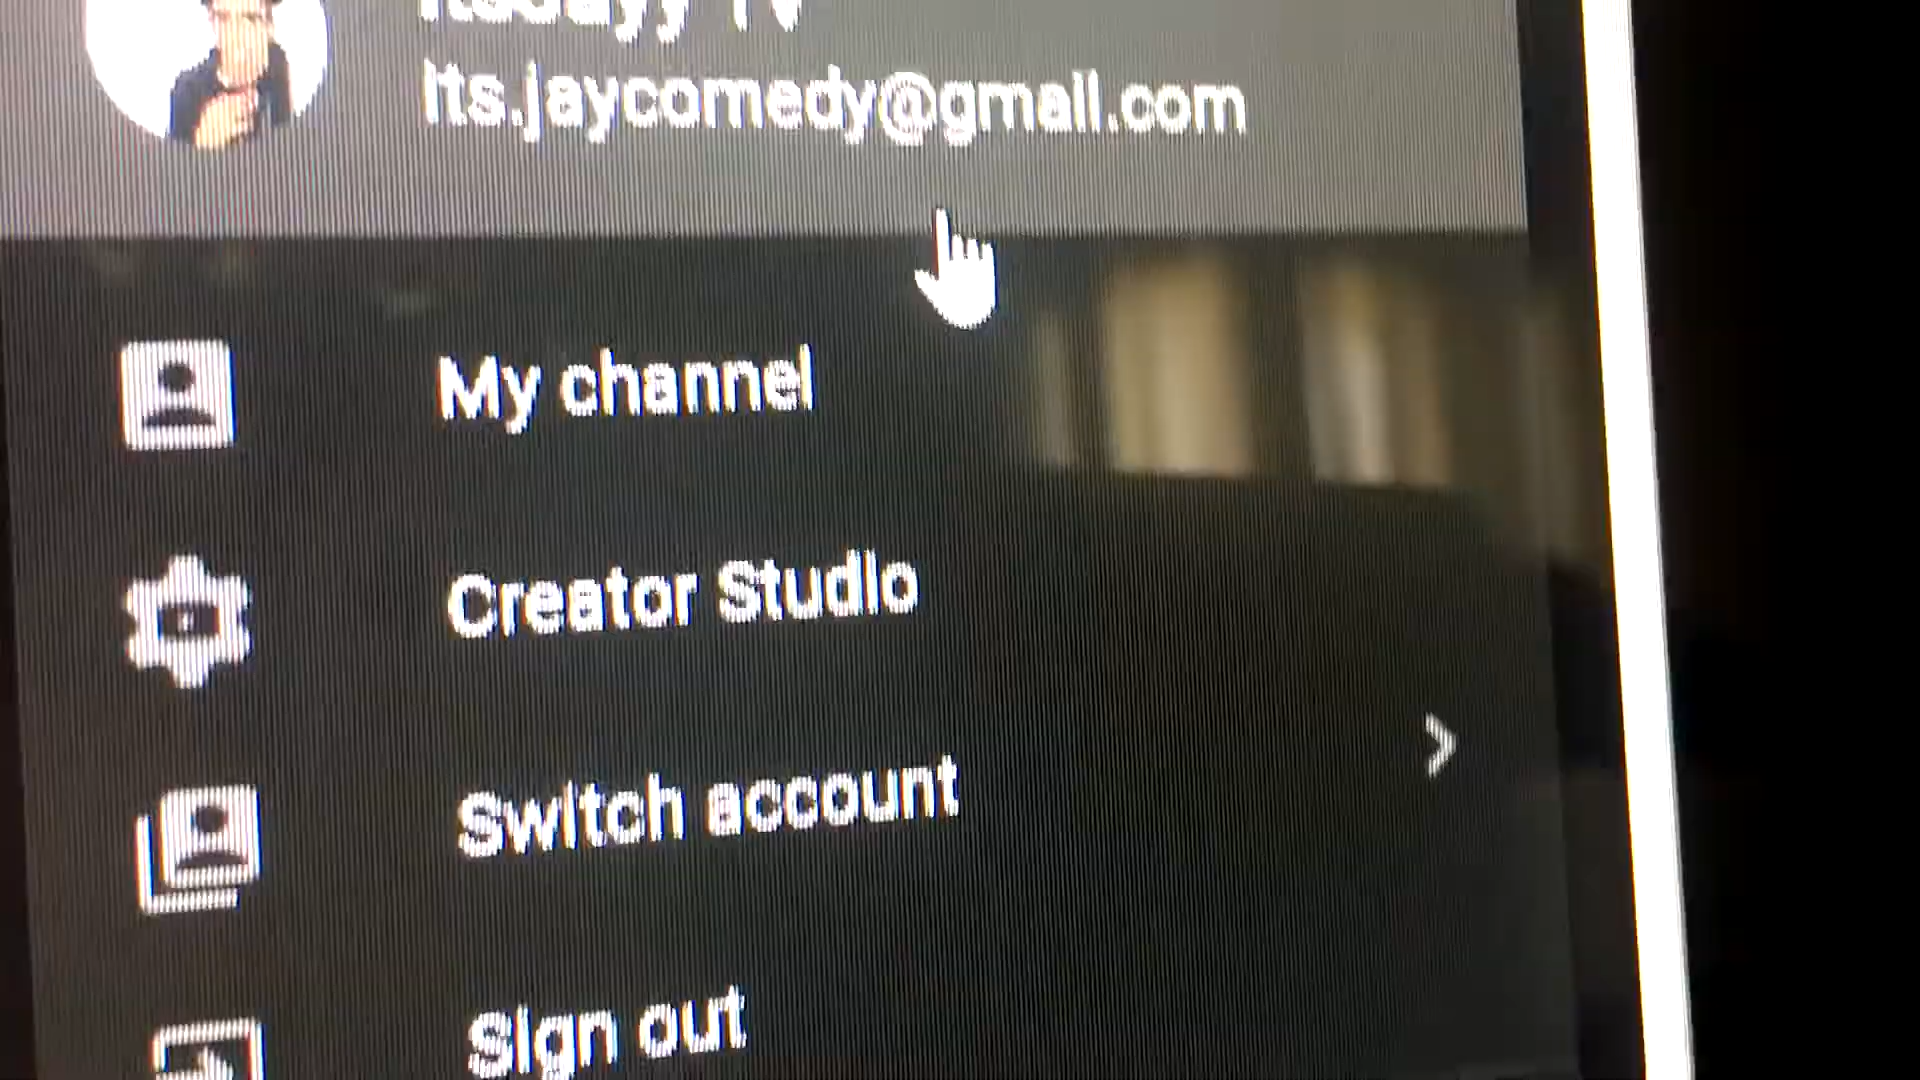 its.jaycomedy@gmail.com
My channel
Creator Studio
Switch account
Sign out